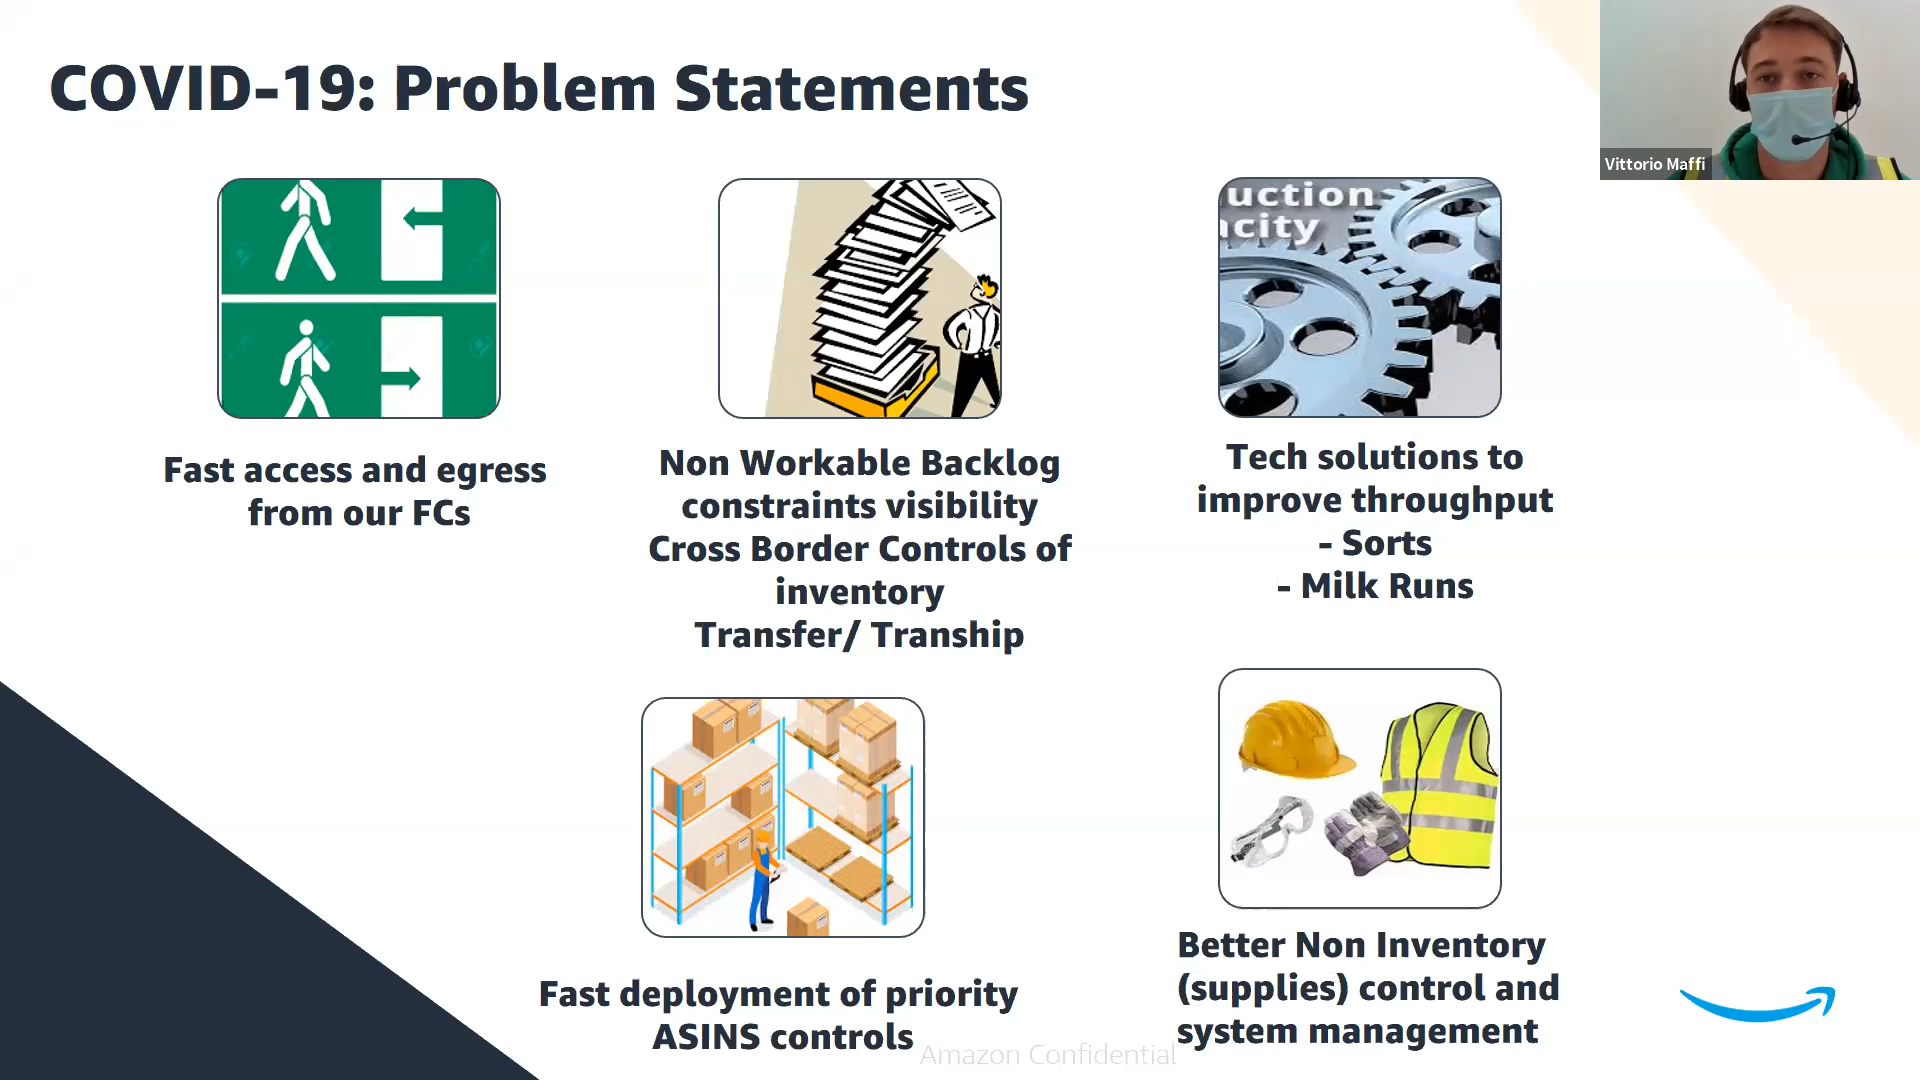 COVID-19: Problem Statements
Vittorio Maffi
uction
acity
Fast access and egress
from our FCs
Non Workable Backlog
constraints visibility
Cross Border Controls of
inventory
Transfer/ Tranship
Tech solutions to
improve throughput
- Sorts
- Milk Runs
Fast deployment of priority
ASINS controls
Better Non Inventory
(supplies) control and
system management
Amazon Confidential